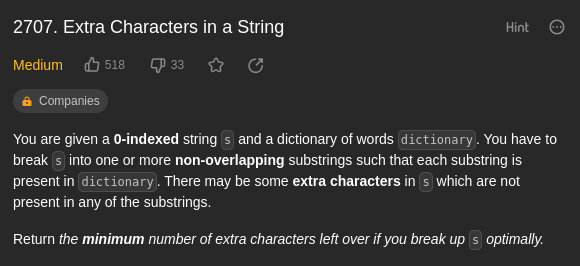 2707. Extra Characters in a String
Hint
Medium 518 33
Companies
You are given a 0-indexed string s and a dictionary of words dictionary. You have to
break s into one or more non-overlapping substrings such that each substring is
present in dictionary. There may be some extra characters in s which are not
present in any of the substrings.
Return the minimum number of extra characters left over if you break up s optimally.